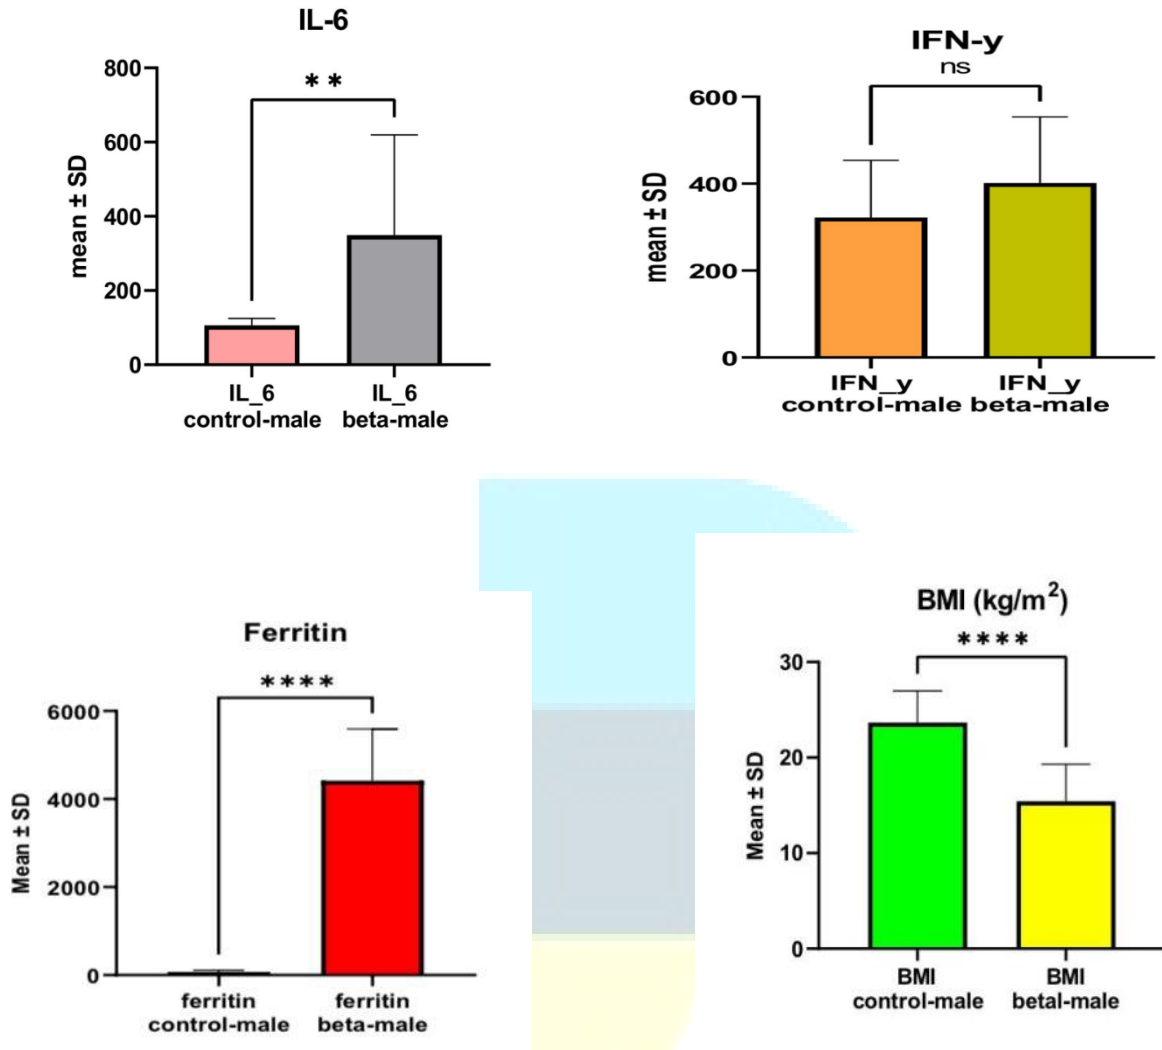 IL-6
**
800
600
400
200
0
mean ± SD
IL_6
control-male
IL_6
beta-male
IFN-y
ns
600
400
200
0
mean ± SD
IFN_y
control-male
IFN_y
beta-male
Ferritin
****
6000
4000
2000
0
Mean ± SD
ferritin
control-male
ferritin
beta-male
BMI (kg/m²)
****
30
20
10
0
Mean ± SD
BMI
control-male
BMI
betal-male